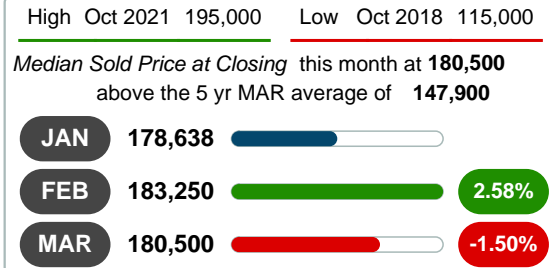 High Oct 2021 195,000 Low Oct 2018 115,000
Median Sold Price at Closing this month at 180,500
above the 5 yr MAR average of 147,900
JAN 178,638
FEB 183,250 2.58%
MAR 180,500 -1.50%